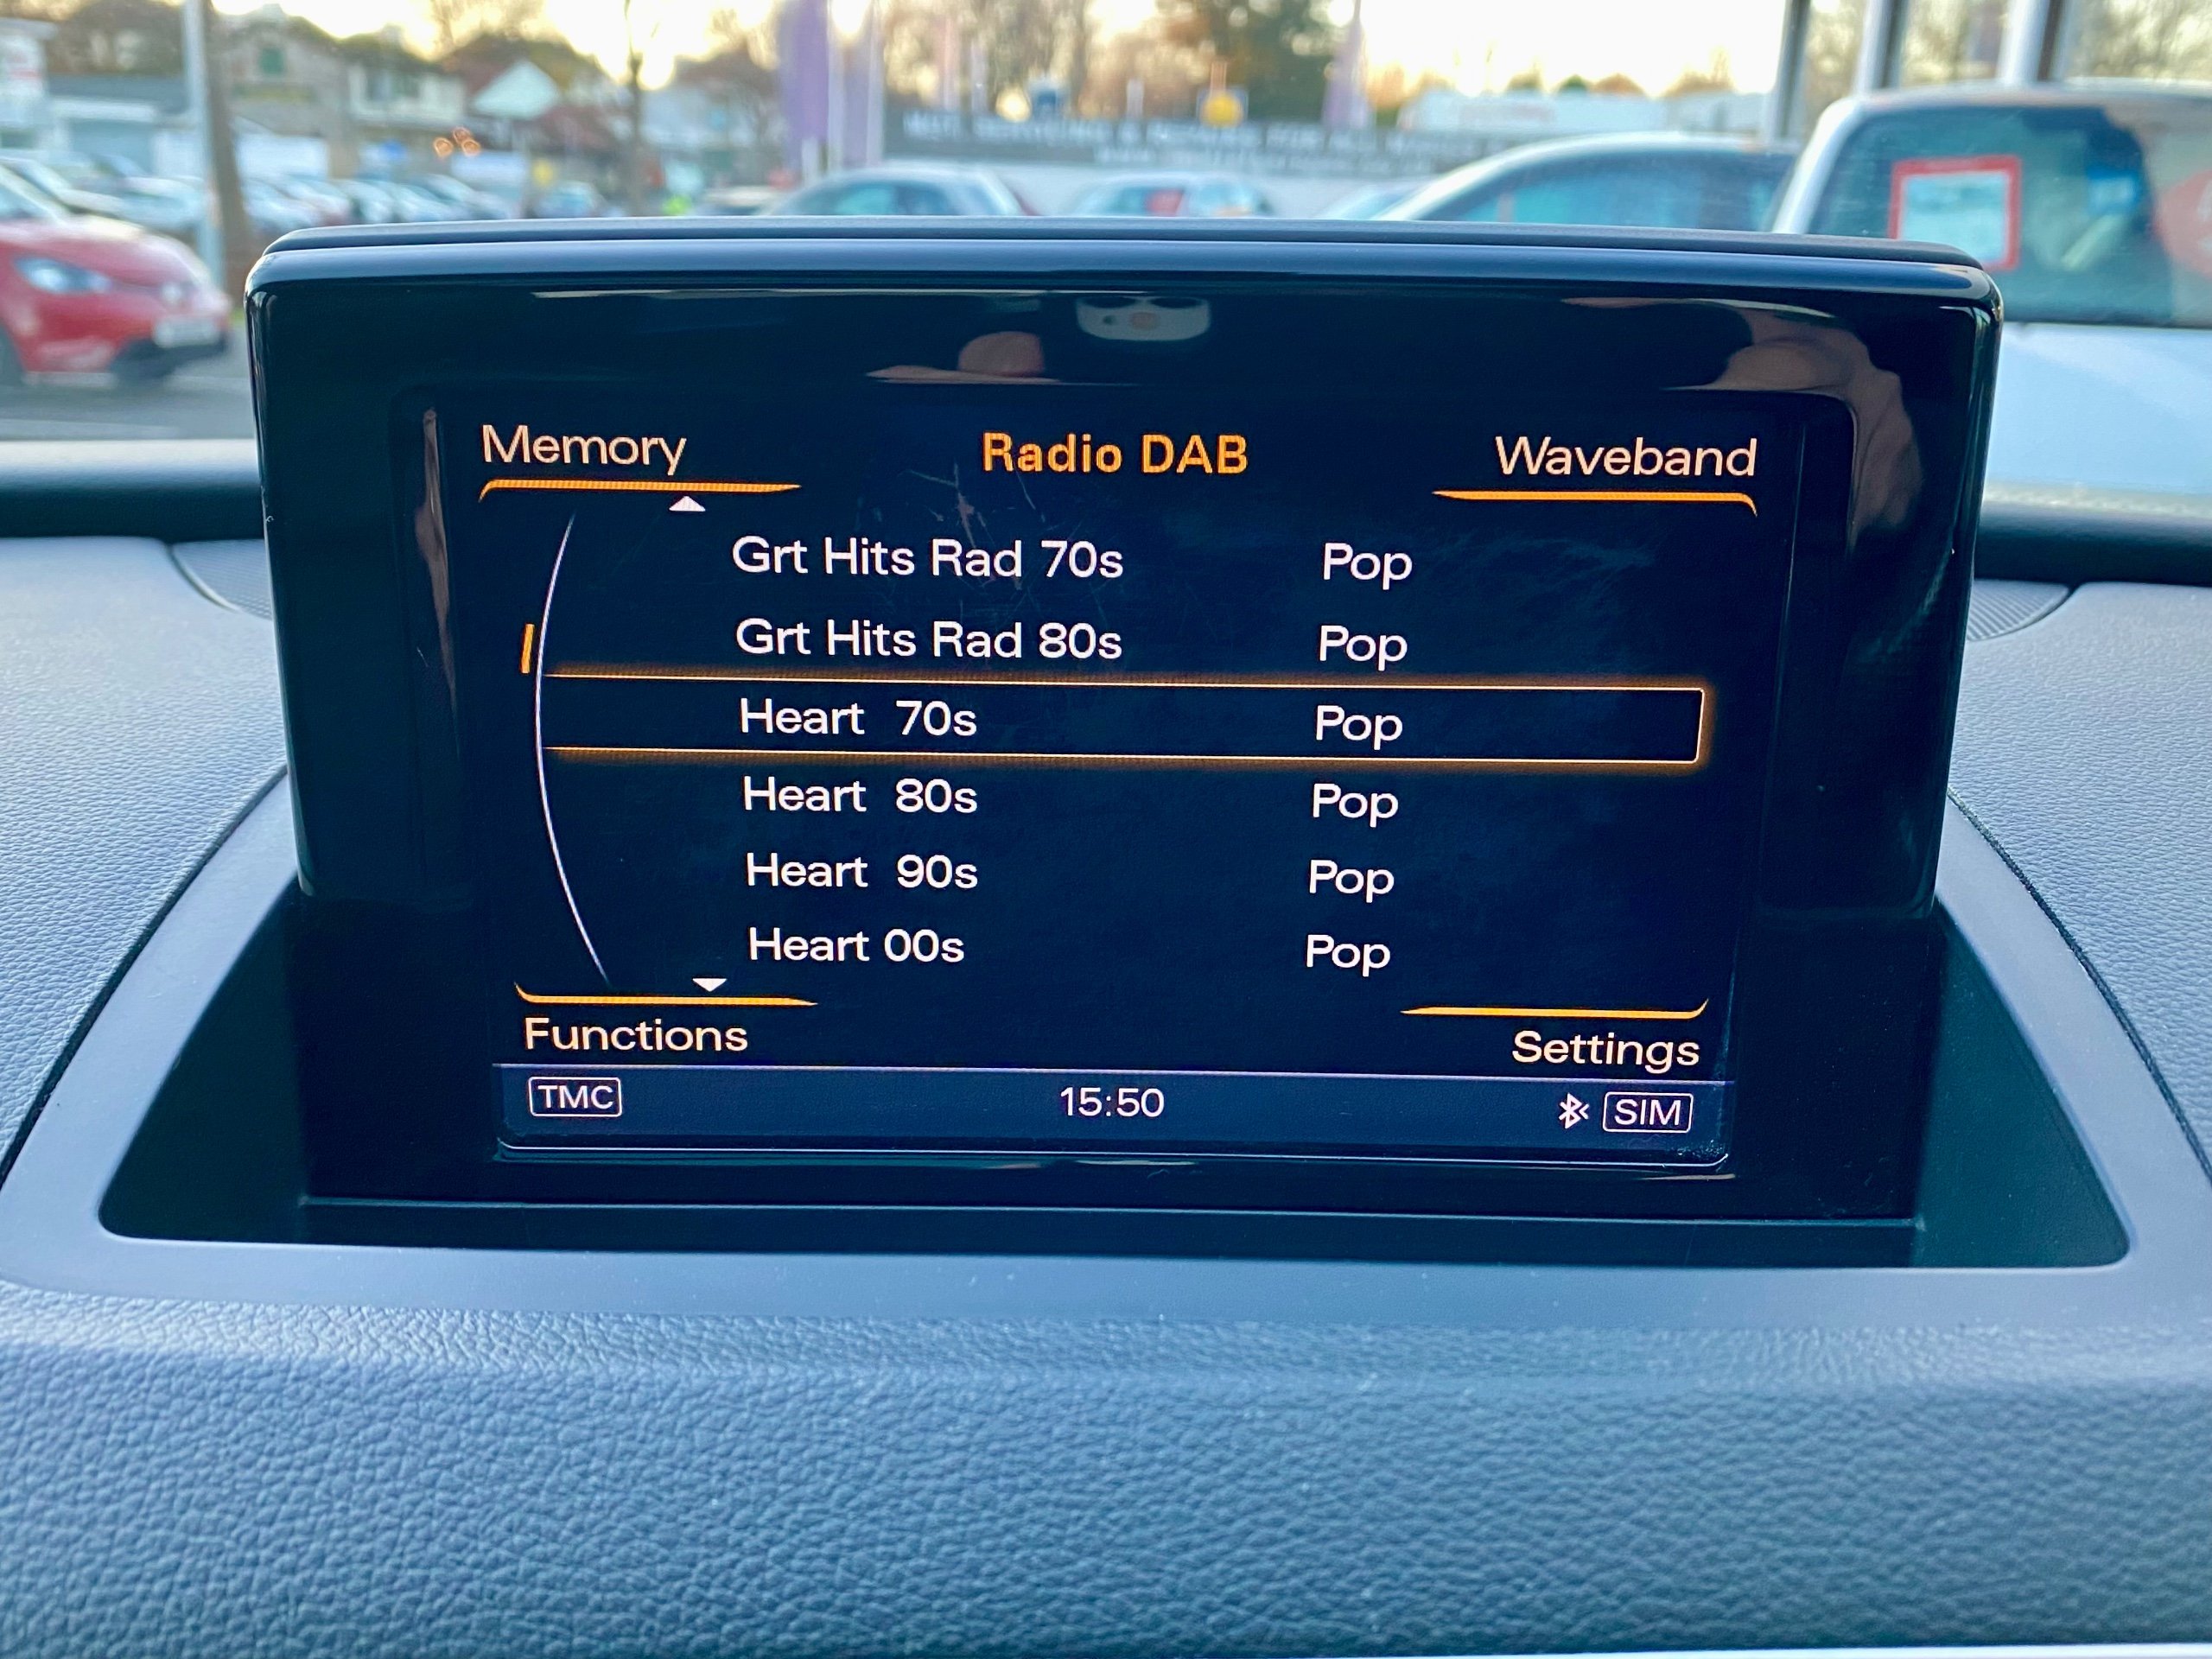 Memory Radio DAB Waveband
Grt Hits Rad 70s Pop
Grt Hits Rad 80s Pop
Heart 70s Pop
Heart 80s Pop
Heart 90s Pop
Heart 00s Pop
Functions Settings
TMC 15:50 SIM